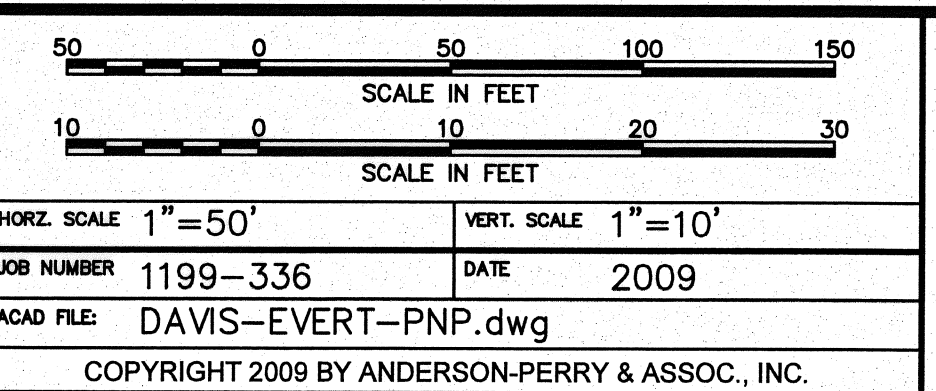 50 0 50 100 150
SCALE IN FEET
10 0 10 20 30
SCALE IN FEET
HORZ. SCALE 1"=50' VERT. SCALE 1"=10'
JOB NUMBER 1199-336 DATE 2009
ACAD FILE: DAVIS-EVERT-PNP.dwg
COPYRIGHT 2009 BY ANDERSON-PERRY & ASSOC., INC.